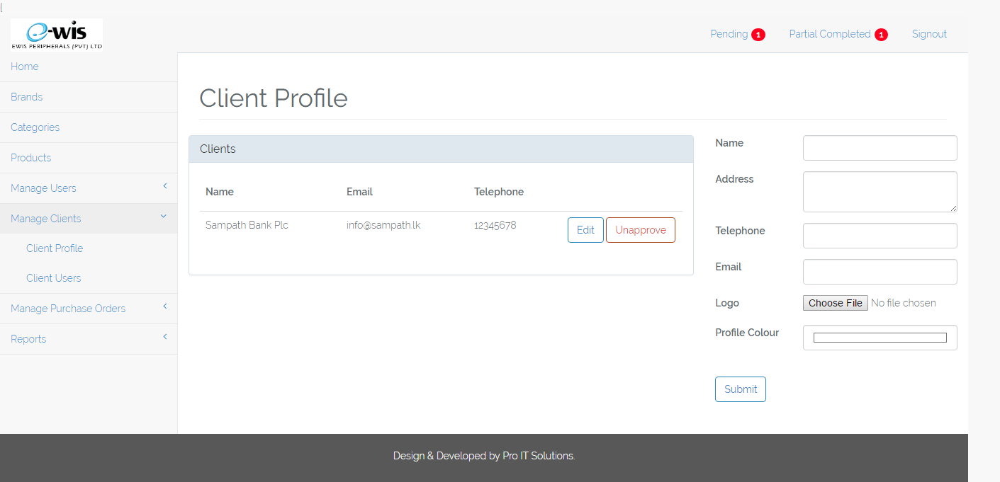 [
e-wis
EWIS PERIPHERALS (PVT) LTD
Pending 1 Partial Completed 1 Signout
Home
Brands
Categories
Products
Manage Users
Manage Clients
Client Profile
Client Users
Manage Purchase Orders
Reports
Client Profile
Clients
Name Email Telephone
Sampath Bank Plc info@sampath.lk 12345678 Edit Unapprove
Name
Address
Telephone
Email
Logo Choose File No file chosen
Profile Colour
Submit
Design & Developed by Pro IT Solutions.